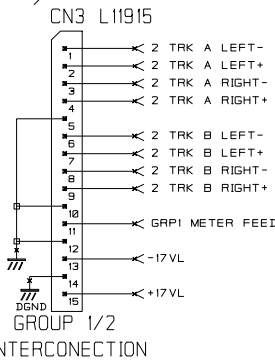 CN3 L11915
2 TRK A LEFT-
1
2 TRK A LEFT+
2
2 TRK A RIGHT-
3
2 TRK A RIGHT+
4
5
2 TRK B LEFT-
6
2 TRK B LEFT+
7
2 TRK B RIGHT-
8
2 TRK B RIGHT+
9
10
GRP1 METER FEED
11
12
-17VL
13
14
+17VL
15
DGND
GROUP 1/2
NTERCONECTION